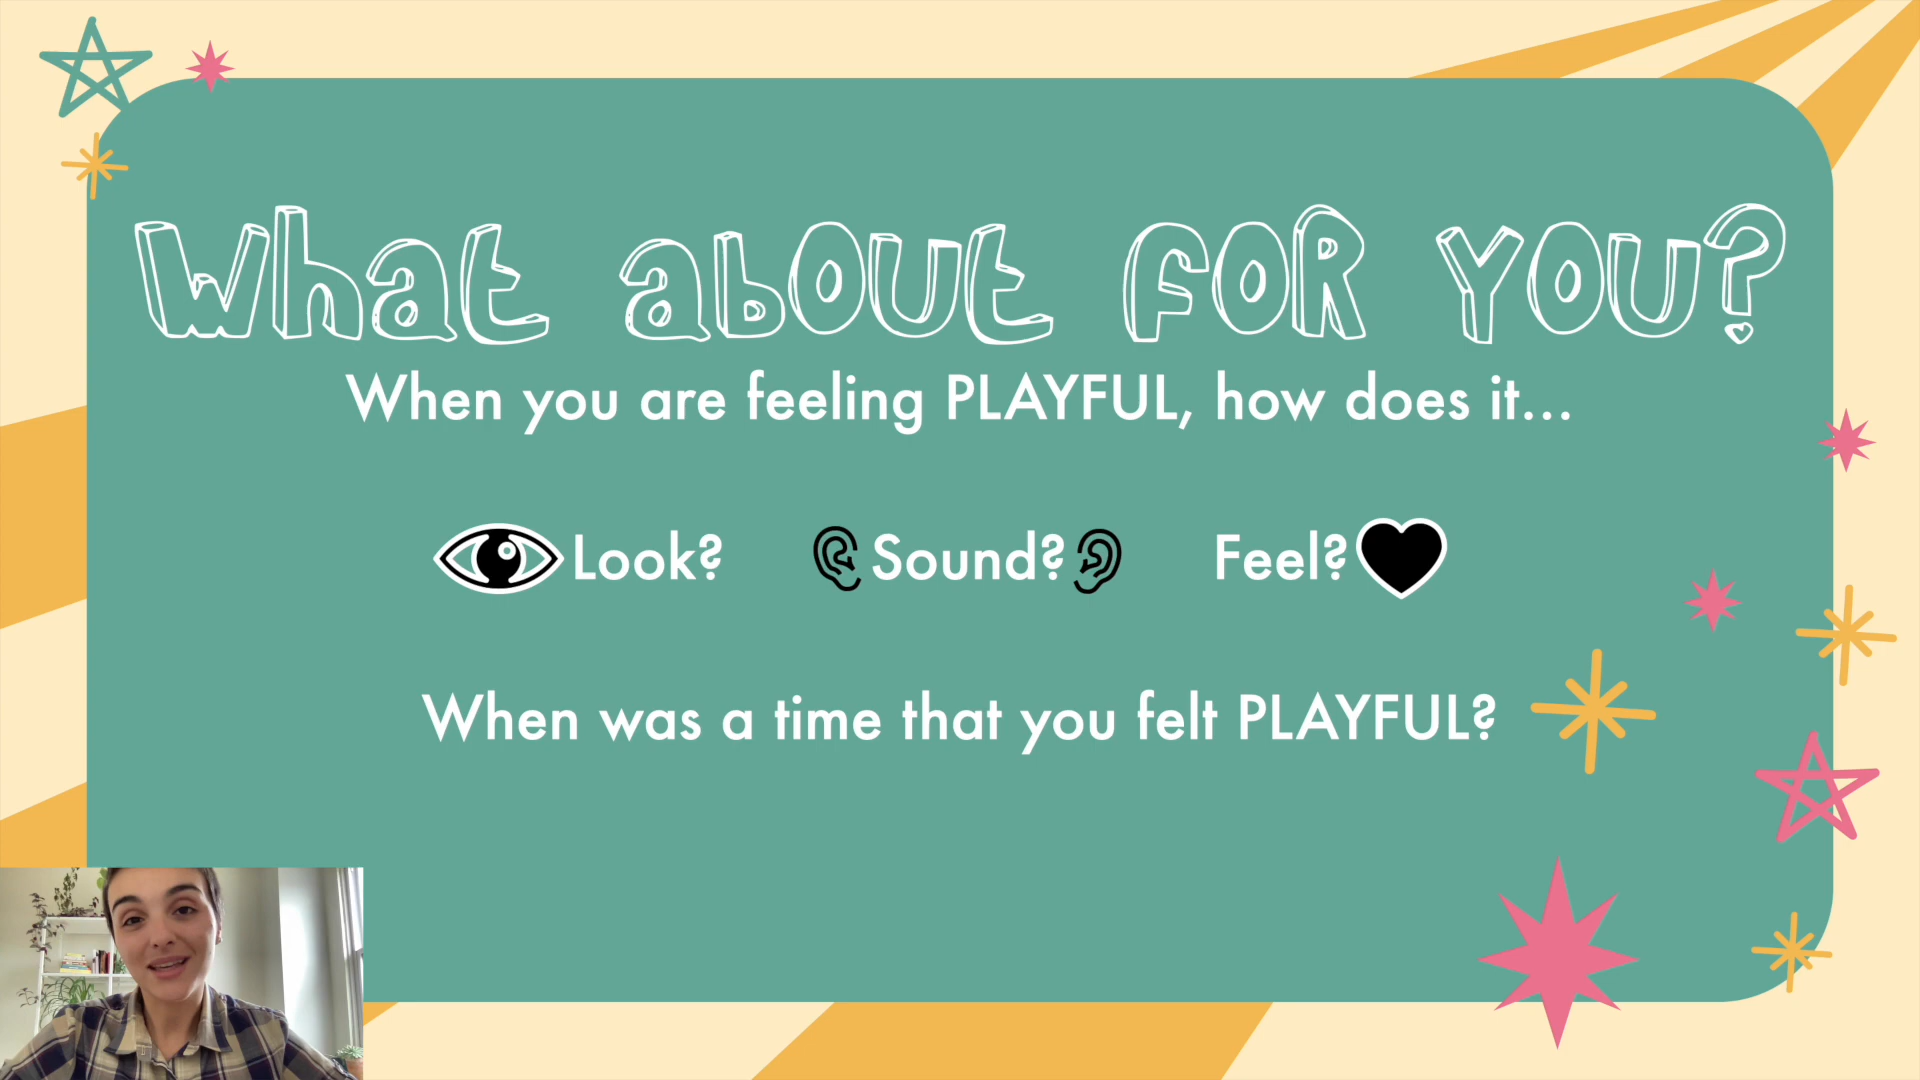 What about for you?
When you are feeling PLAYFUL, how does it...
Look? Sound? Feel?
When was a time that you felt PLAYFUL?